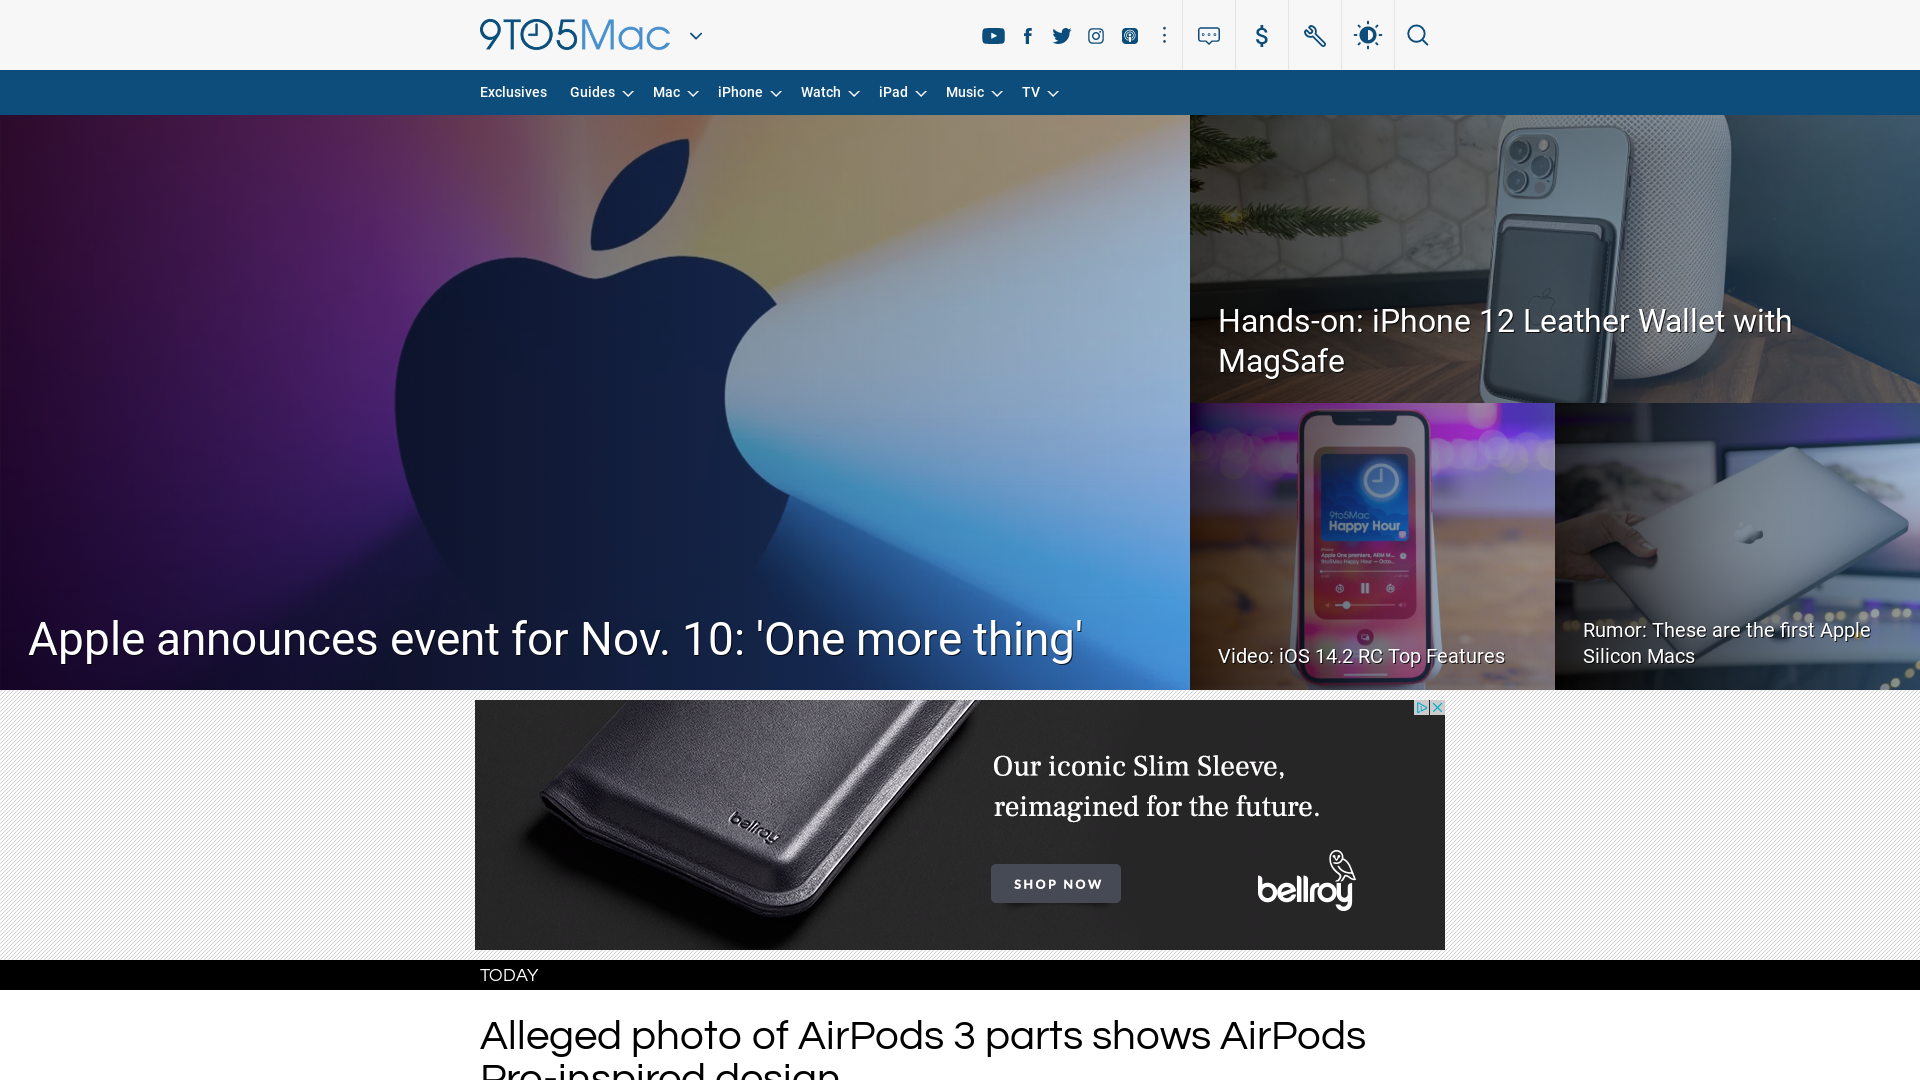 9TO5Mac
Exclusives Guides Mac iPhone Watch iPad Music TV
Apple announces event for Nov. 10: 'One more thing'
Hands-on: iPhone 12 Leather Wallet with
MagSafe
9to5Mac
Happy Hour
Video: iOS 14.2 RC Top Features
Rumor: These are the first Apple
Silicon Macs
bellroy
Our iconic Slim Sleeve,
reimagined for the future.
SHOP NOW
bellroy
TODAY
Alleged photo of AirPods 3 parts shows AirPods
Pro-inspired design